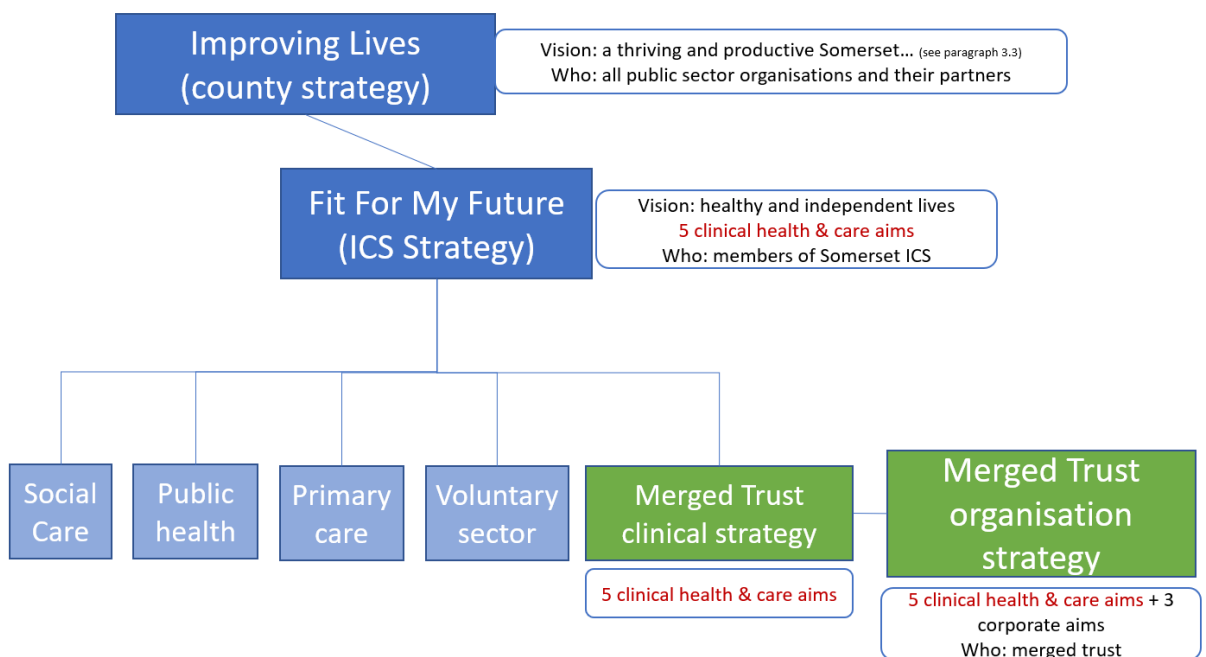 Improving Lives
(county strategy)
Vision: a thriving and productive Somerset... (see paragraph 3.3)
Who: all public sector organisations and their partners
Fit For My Future
(ICS Strategy)
Vision: healthy and independent lives
5 clinical health & care aims
Who: members of Somerset ICS
Social
Care
Public
health
Primary
care
Voluntary
sector
Merged Trust
clinical strategy
5 clinical health & care aims
Merged Trust
organisation
strategy
5 clinical health & care aims + 3
corporate aims
Who: merged trust